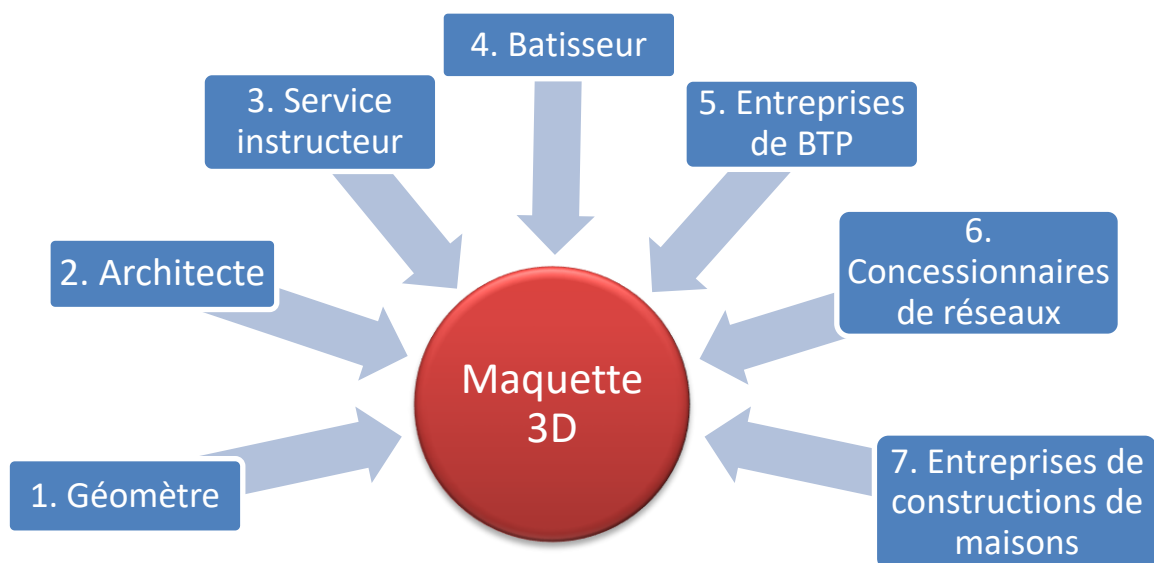 1. Géomètre
2. Architecte
3. Service
instructeur
4. Batisseur
5. Entreprises
de BTP
6.
Concessionnaires
de réseaux
7. Entreprises de
constructions de
maisons
Maquette
3D